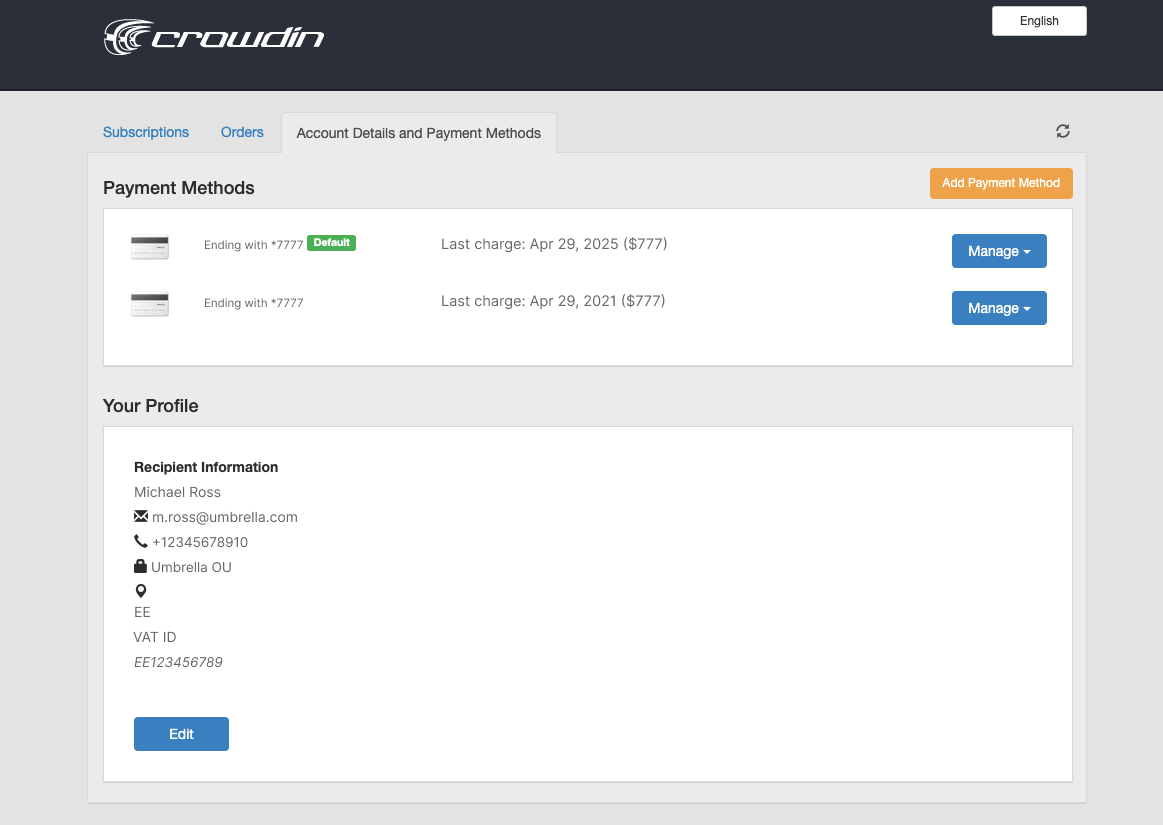 crowdin
English
Subscriptions Orders Account Details and Payment Methods
Payment Methods Add Payment Method
Ending with *7777 Default Last charge: Apr 29, 2025 ($777) Manage
Ending with *7777 Last charge: Apr 29, 2021 ($777) Manage
Your Profile
Recipient Information
Michael Ross
m.ross@umbrella.com
+12345678910
Umbrella OU
EE
VAT ID
EE123456789
Edit